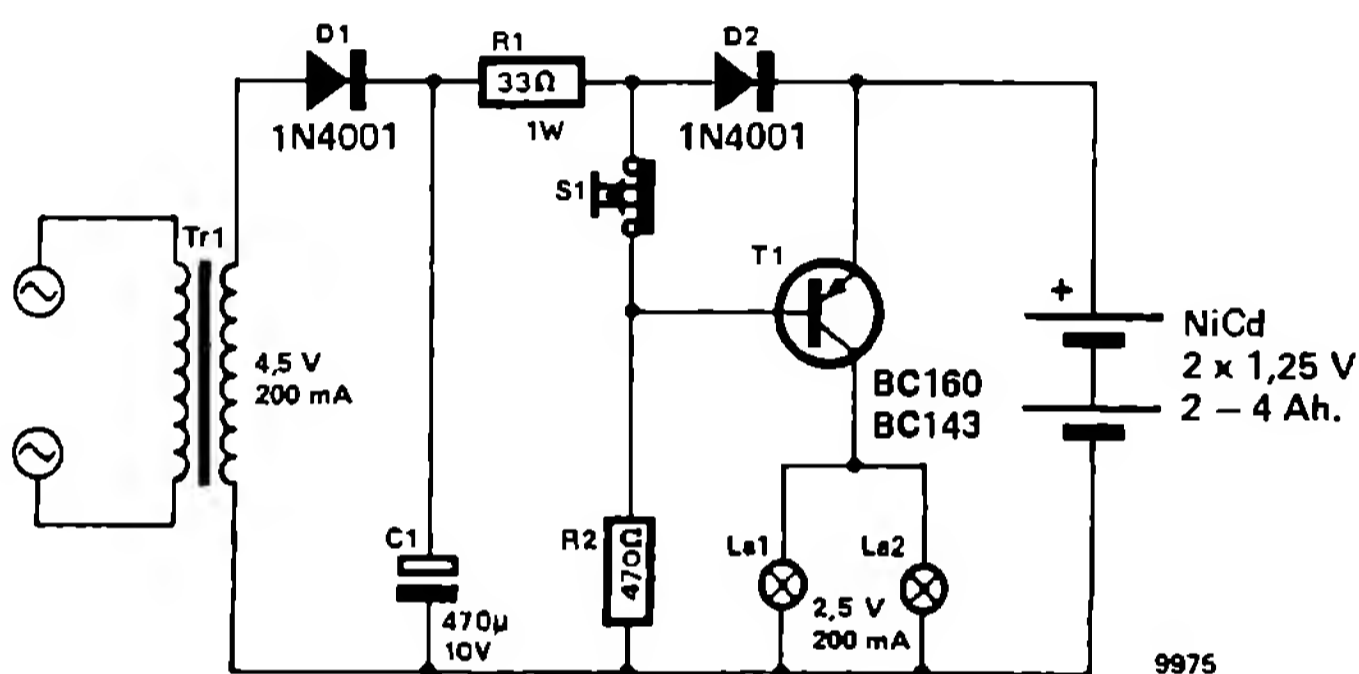 D1
1N4001
R1
33Ω
1W
D2
1N4001
S1
Tr1
4,5 V
200 mA
T1
BC160
BC143
+
NiCd
2 x 1,25 V
2 – 4 Ah.
C1
470µ
10V
R2
470Ω
La1
La2
2,5 V
200 mA
9975